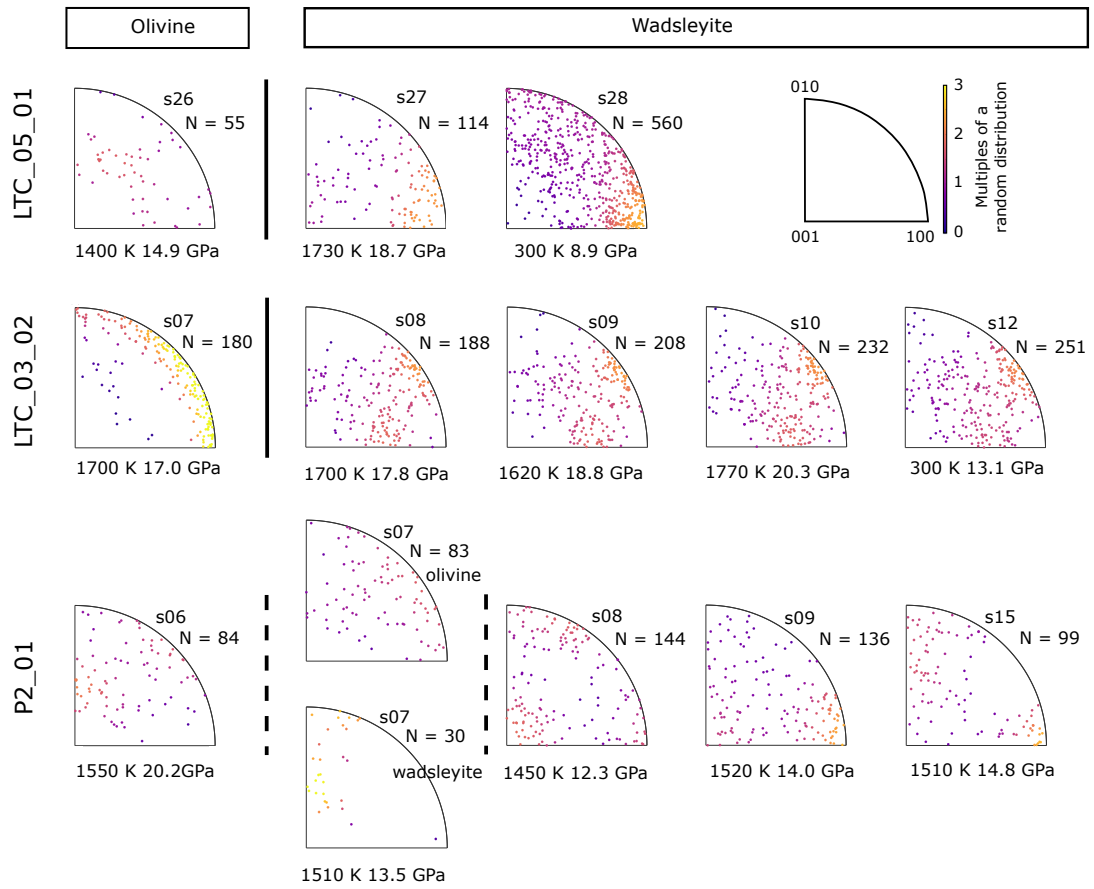 Olivine
Wadsleyite
LTC_05_01
s26
N = 55
1400 K 14.9 GPa
s27
N = 114
1730 K 18.7 GPa
s28
N = 560
300 K 8.9 GPa
010
001
100
3
2
1
0
Multiples of a
random distribution
LTC_03_02
s07
N = 180
1700 K 17.0 GPa
s08
N = 188
1700 K 17.8 GPa
s09
N = 208
1620 K 18.8 GPa
s10
N = 232
1770 K 20.3 GPa
s12
N = 251
300 K 13.1 GPa
P2_01
s06
N = 84
1550 K 20.2GPa
s07
N = 83
olivine
s07
N = 30
wadsleyite
1510 K 13.5 GPa
s08
N = 144
1450 K 12.3 GPa
s09
N = 136
1520 K 14.0 GPa
s15
N = 99
1510 K 14.8 GPa